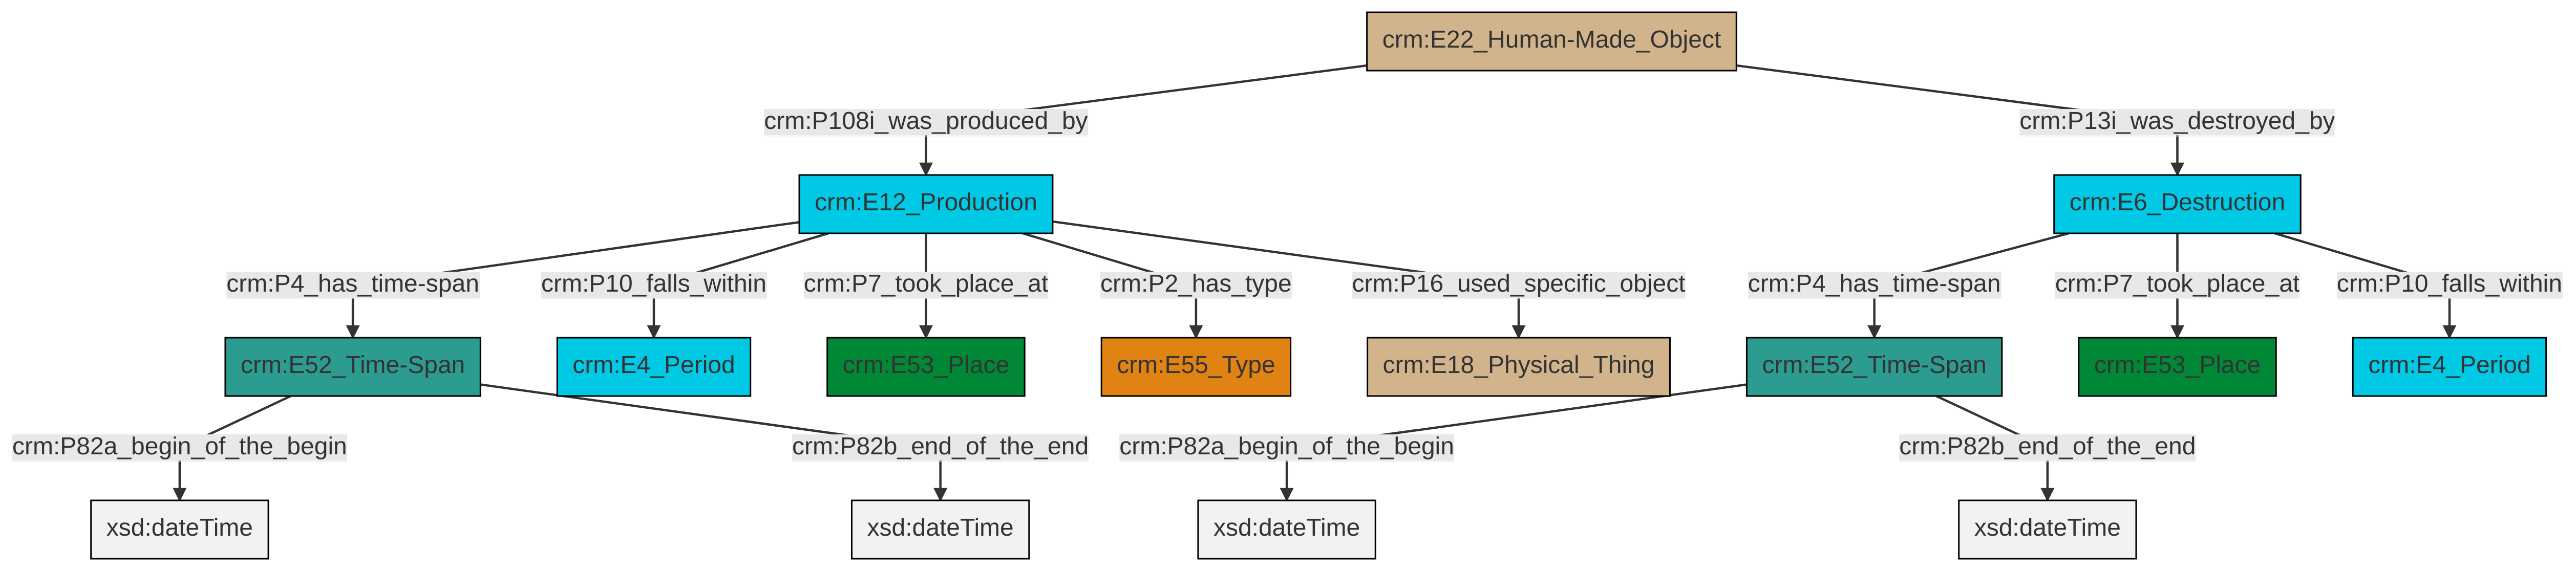 crm:E22_Human-Made_Object
crm:P108i_was_produced_by
crm:P13i_was_destroyed_by
crm:E12_Production
crm:E6_Destruction
crm:P4_has_time-span
crm:P10_falls_within
crm:P7_took_place_at
crm:P2_has_type
crm:P16_used_specific_object
crm:P4_has_time-span
crm:P7_took_place_at
crm:P10_falls_within
crm:E52_Time-Span
crm:E4_Period
crm:E53_Place
crm:E55_Type
crm:E18_Physical_Thing
crm:E52_Time-Span
crm:E53_Place
crm:E4_Period
crm:P82a_begin_of_the_begin
crm:P82b_end_of_the_end
crm:P82a_begin_of_the_begin
crm:P82b_end_of_the_end
xsd:dateTime
xsd:dateTime
xsd:dateTime
xsd:dateTime